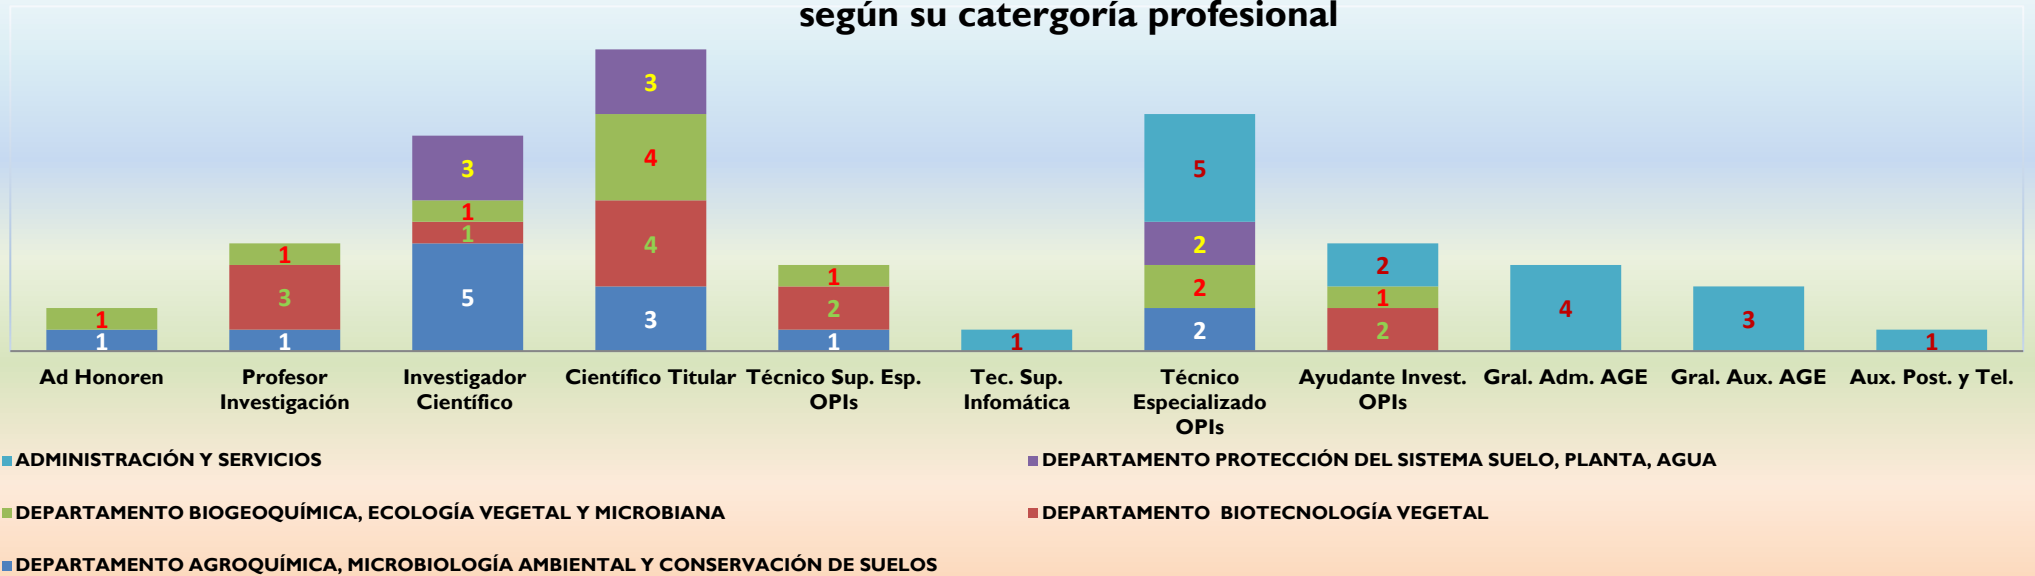 según su catergoría profesional
3
4
5
3
4
2
3
1
1
2
2
1
3
1
1
1
4
3
1
5
3
2
2
2
1
1
1
1
1
Ad Honoren
Profesor
Investigación
Investigador
Científico
Científico Titular
Técnico Sup. Esp.
OPIs
Tec. Sup.
Infomática
Técnico
Especializado
OPIs
Ayudante Invest.
OPIs
Gral. Adm. AGE
Gral. Aux. AGE
Aux. Post. y Tel.
ADMINISTRACIÓN Y SERVICIOS
DEPARTAMENTO PROTECCIÓN DEL SISTEMA SUELO, PLANTA, AGUA
DEPARTAMENTO BIOGEOQUÍMICA, ECOLOGÍA VEGETAL Y MICROBIANA
DEPARTAMENTO BIOTECNOLOGÍA VEGETAL
DEPARTAMENTO AGROQUÍMICA, MICROBIOLOGÍA AMBIENTAL Y CONSERVACIÓN DE SUELOS